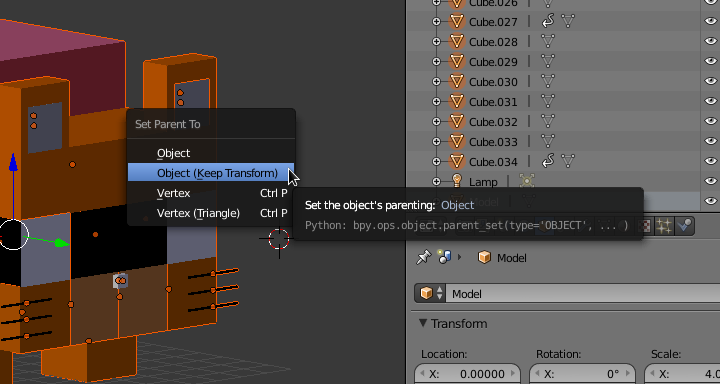 Cube.026
Cube.027
Cube.028
Cube.029
Cube.030
Cube.031
Cube.032
Cube.033
Cube.034
Lamp
Set Parent To
Object
Object (Keep Transform)
Vertex Ctrl P
Vertex (Triangle) Ctrl P
Set the object's parenting: Object
Python: bpy.ops.object.parent_set(type='OBJECT', ... )
Model
Model
Transform
Location: Rotation: Scale:
X: 0.00000 X: 0° X: 4.0